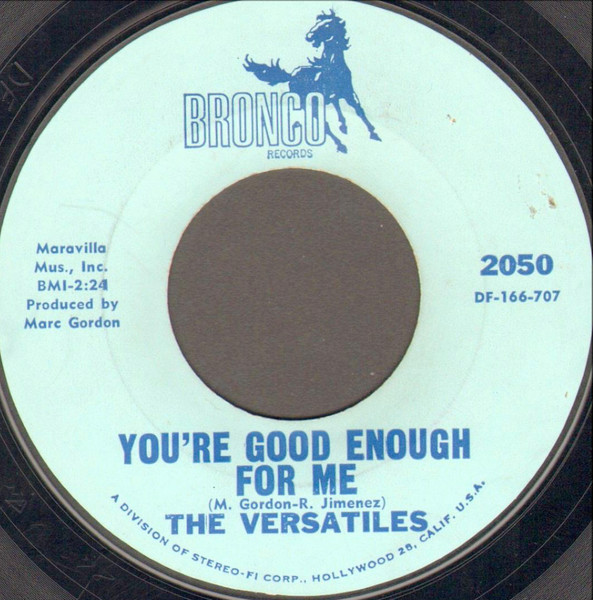 BRONCO
RECORDS
Maravilla
Mus., Inc.
BMI-2:24
Produced by
Marc Gordon
2050
DF-166-707
YOU'RE GOOD ENOUGH
FOR ME
(M. Gordon-R. Jimenez)
THE VERSATILES
A DIVISION OF STEREO-FI CORP., HOLLYWOOD 28, CALIF. U.S.A.